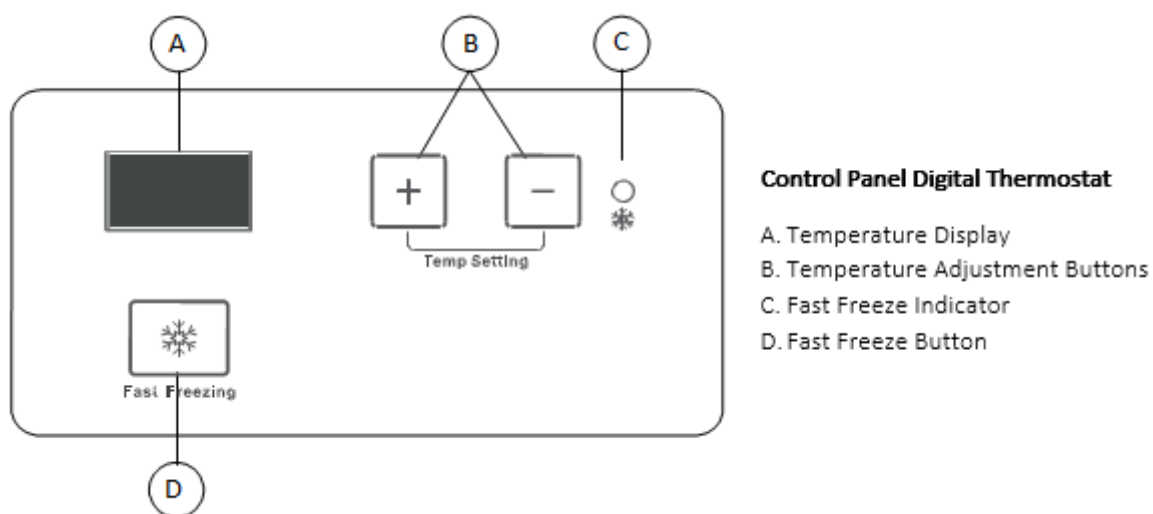 A
B
C
+
−
Temp Setting
Fast Freezing
D
Control Panel Digital Thermostat
A. Temperature Display
B. Temperature Adjustment Buttons
C. Fast Freeze Indicator
D. Fast Freeze Button